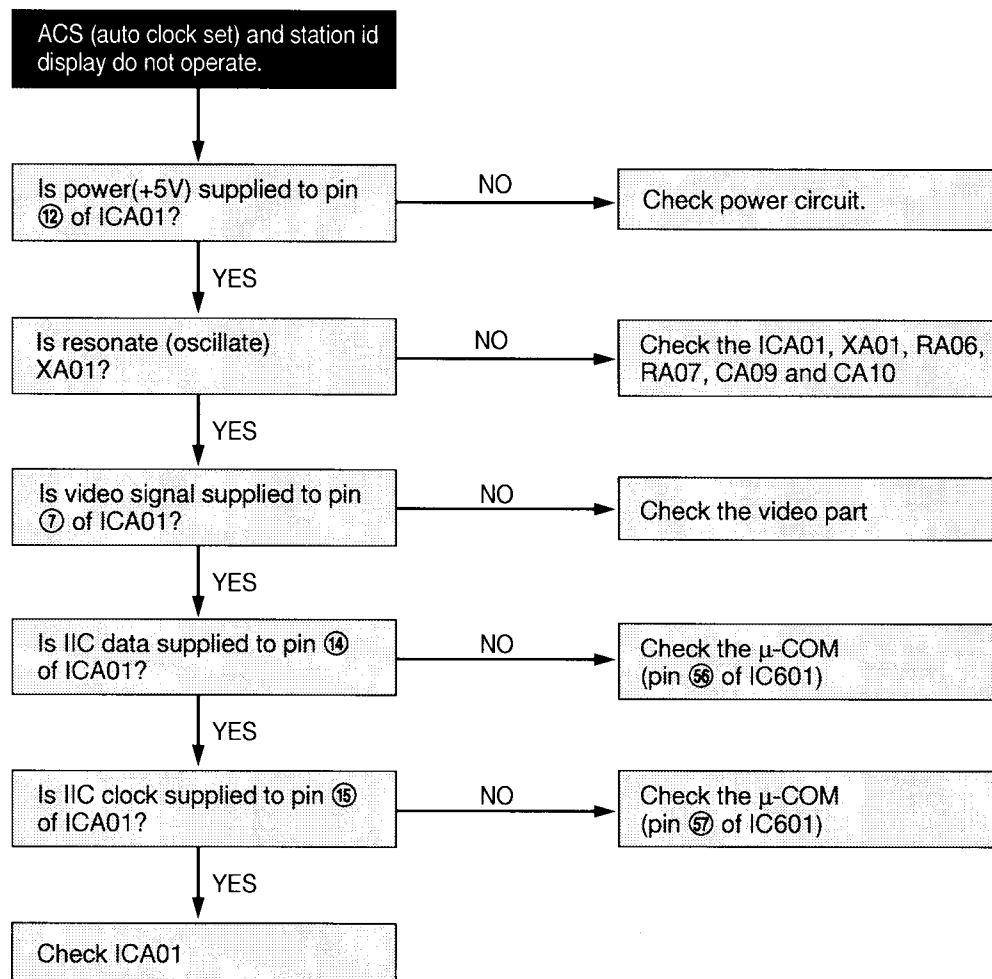 ACS (auto clock set) and station id
display do not operate.
Is power(+5V) supplied to pin
⑫ of ICA01?
NO
Check power circuit.
YES
Is resonate (oscillate)
XA01?
NO
Check the ICA01, XA01, RA06,
RA07, CA09 and CA10
YES
Is video signal supplied to pin
⑦ of ICA01?
NO
Check the video part
YES
Is IIC data supplied to pin ⑭
of ICA01?
NO
Check the μ-COM
(pin 56 of IC601)
YES
Is IIC clock supplied to pin ⑮
of ICA01?
NO
Check the μ-COM
(pin 57 of IC601)
YES
Check ICA01